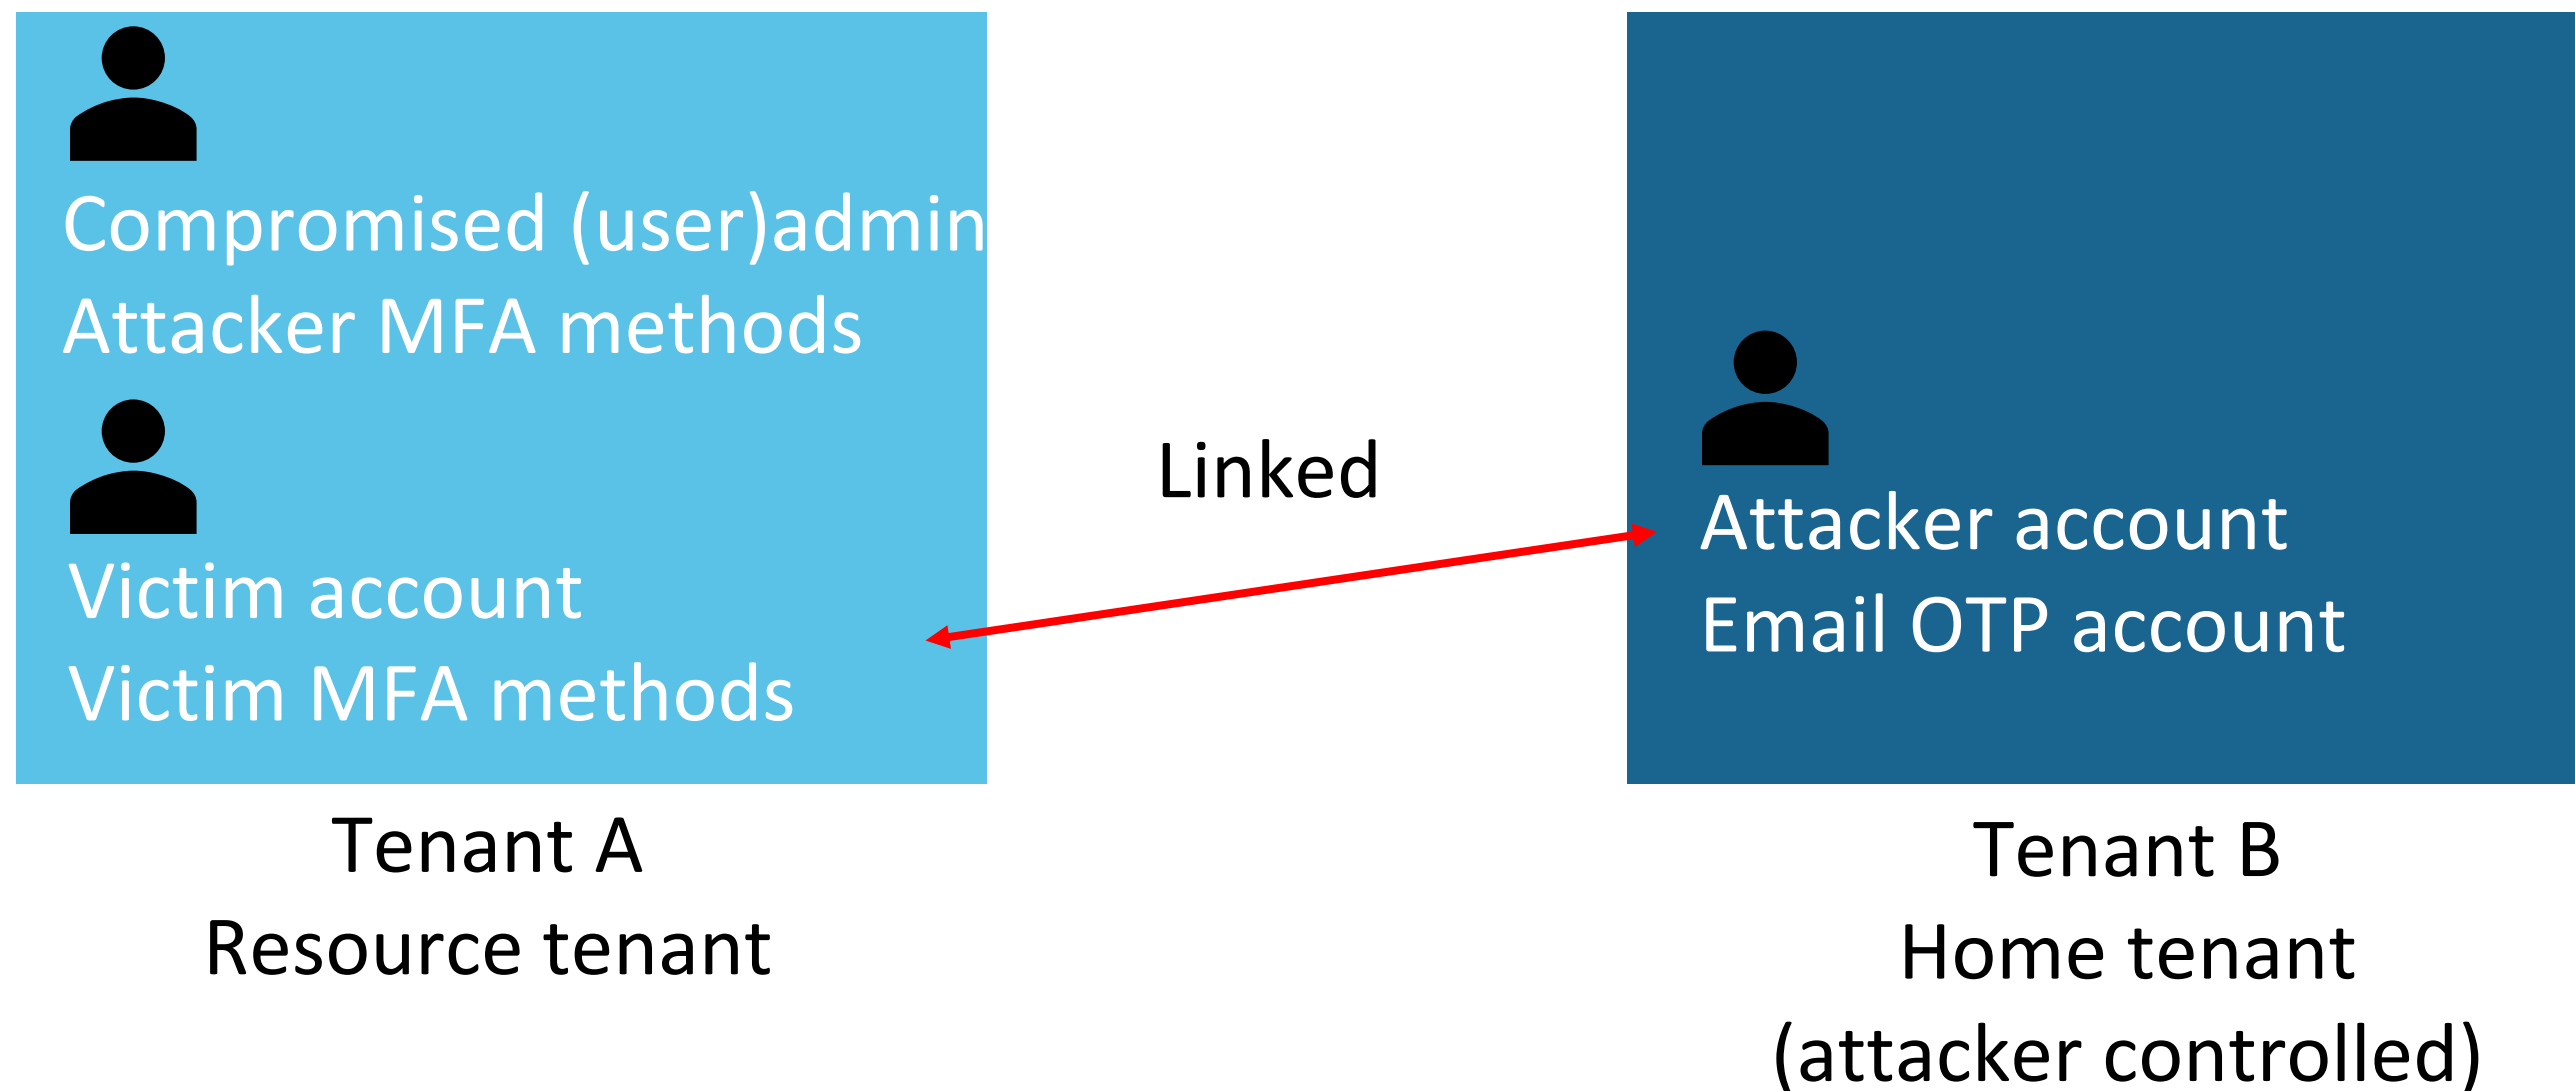 Compromised (user)admin
Attacker MFA methods
Victim account
Victim MFA methods
Linked
Attacker account
Email OTP account
Tenant A
Resource tenant
Tenant B
Home tenant
(attacker controlled)